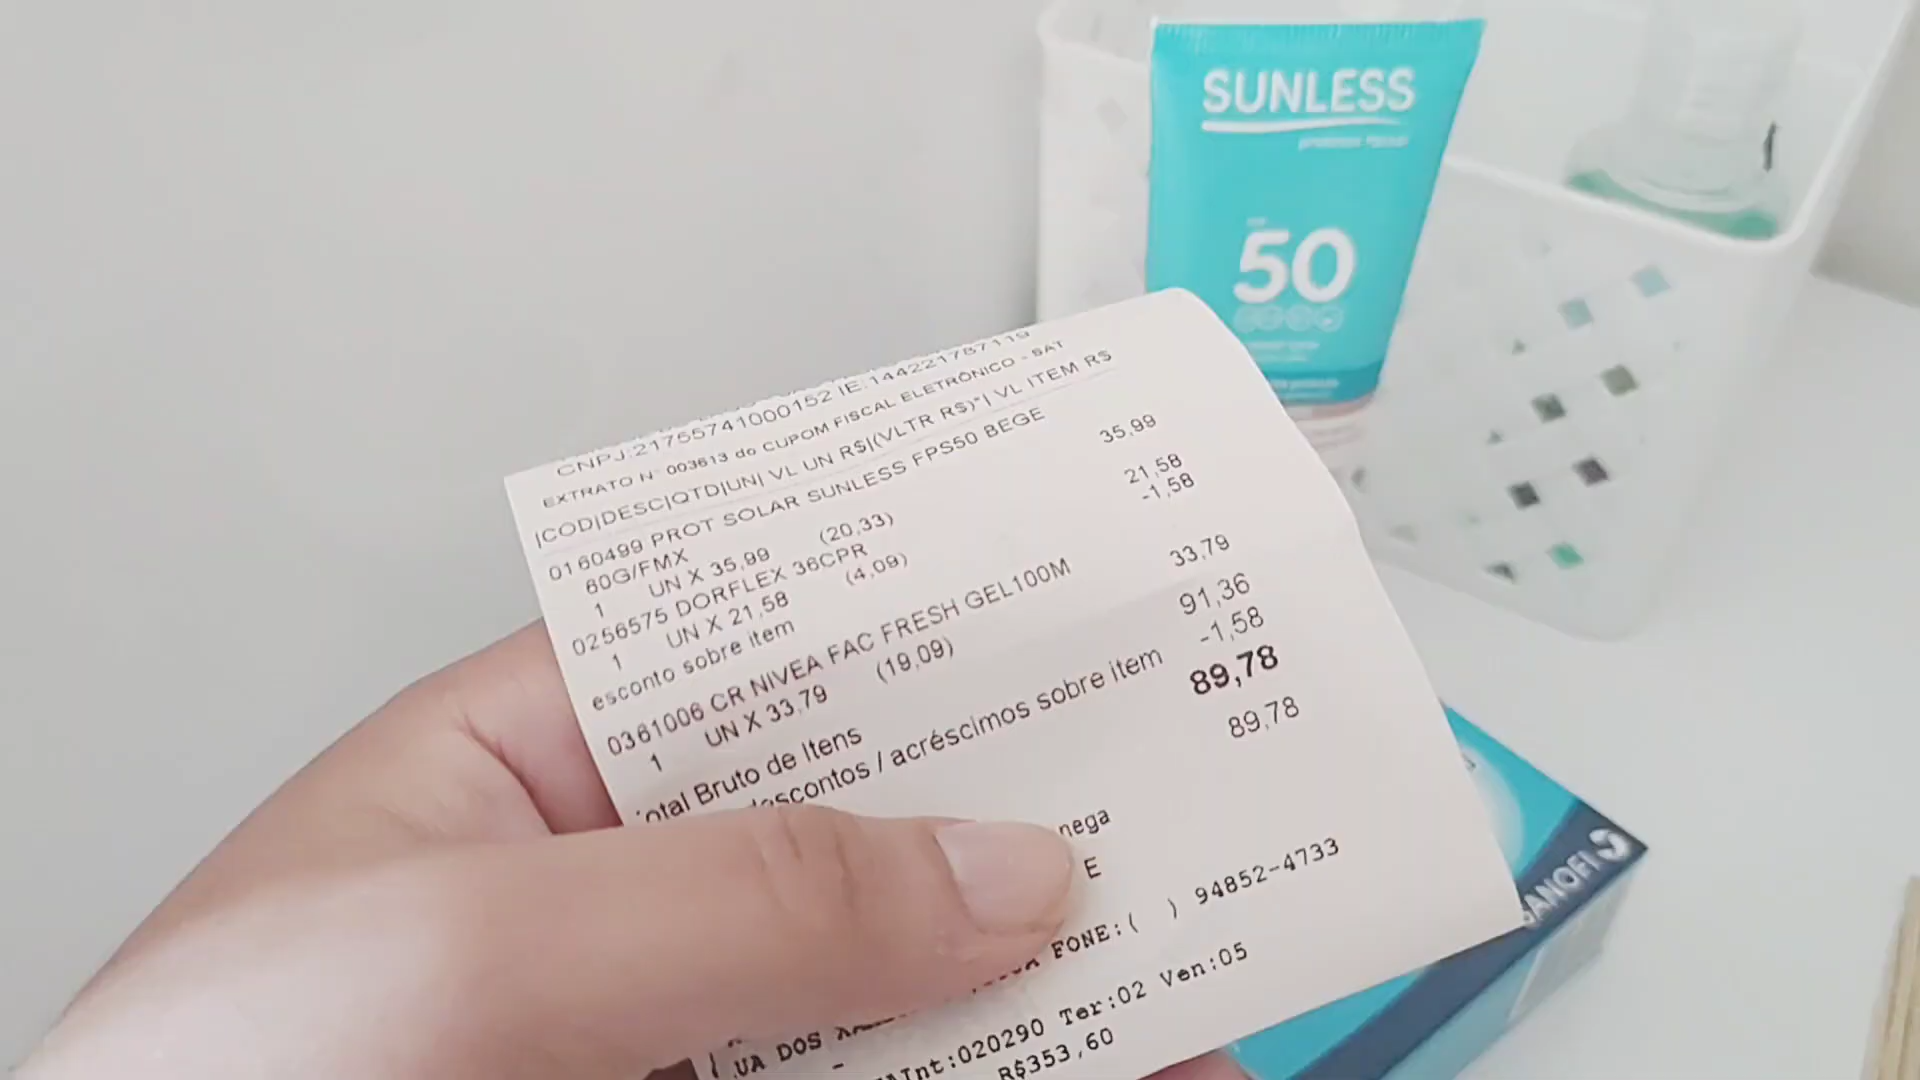 SUNLESS
50
CNPJ:21755741000152 IE:144221787119
EXTRATO N° 003613 do CUPOM FISCAL ELETRÔNICO - SAT
|COD|DESC|QTD|UN| VL UN R$|(VLTR R$)*| VL ITEM R$
0160499 PROT SOLAR SUNLESS FPS50 BEGE
60G/FMX
1 UN X 35,99 (20,33) 35,99
0256575 DORFLEX 36CPR
1 UN X 21,58 (4,09) 21,58
esconto sobre item -1,58
0361006 CR NIVEA FAC FRESH GEL100M
1 UN X 33,79 (19,09) 33,79
otal Bruto de Itens 91,36
descontos / acréscimos sobre item -1,58
89,78
89,78
nega
E
FONE:( ) 94852-4733
UA DOS
Int:020290 Ter:02 Ven:05
R$353,60
SANOFI